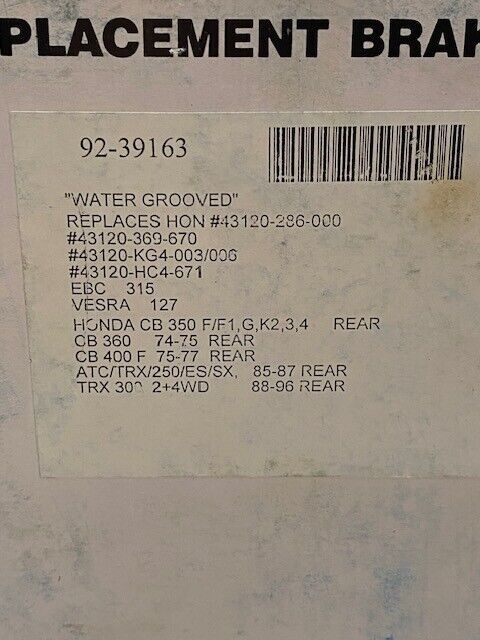 PLACEMENT BRAK
92-39163
"WATER GROOVED"
REPLACES HON #43120-286-000
#43120-369-670
#43120-KG4-003/006
#43120-HC4-671
EBC 315
VESRA 127
HONDA CB 350 F/F1,G,K2,3,4 REAR
CB 360 74-75 REAR
CB 400 F 75-77 REAR
ATC/TRX/250/ES/SX, 85-87 REAR
TRX 300 2+4WD 88-96 REAR